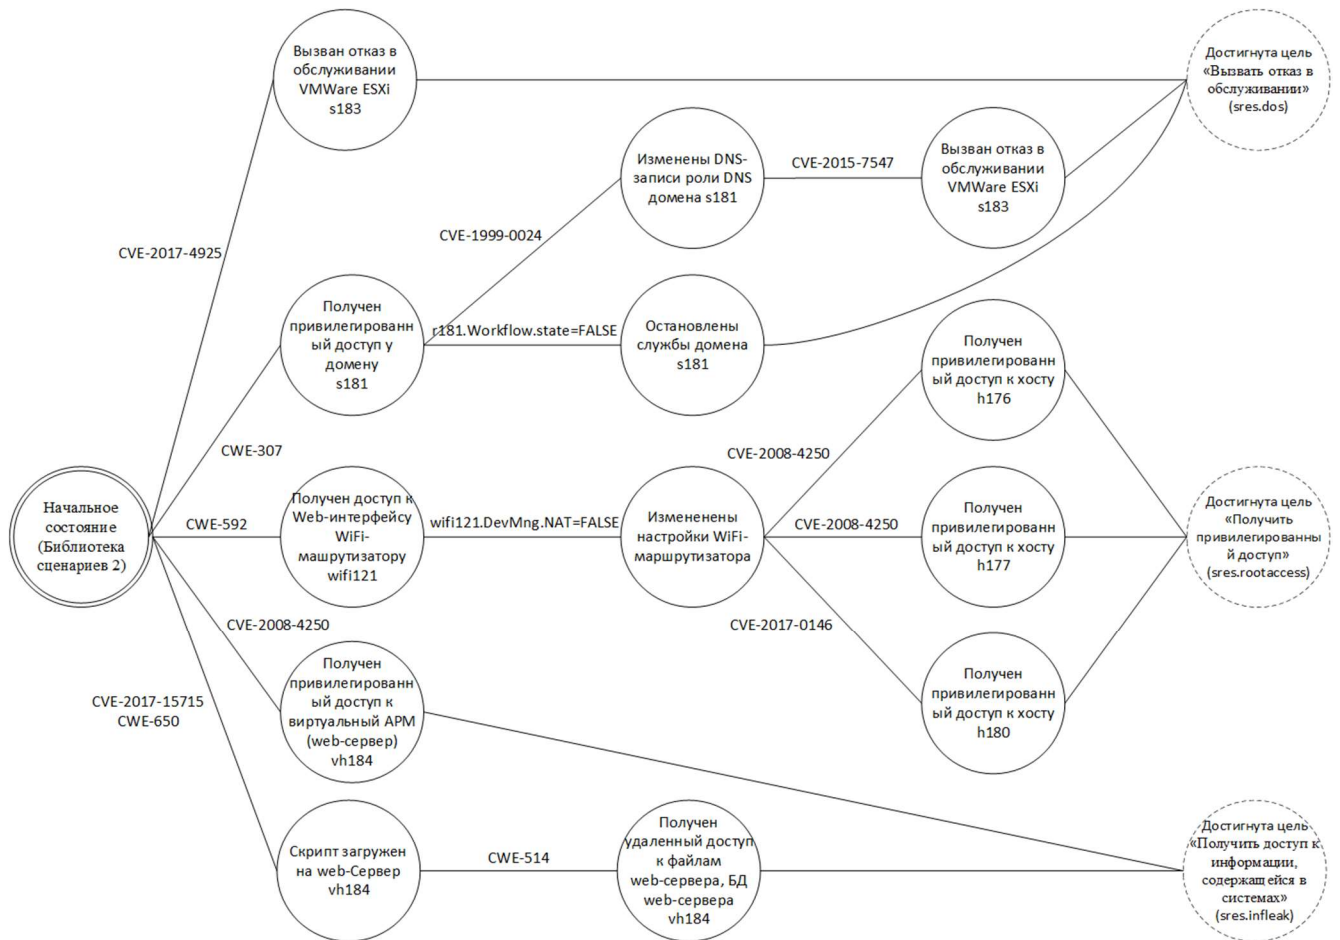 Вызван отказ в
обслуживании
VMWare ESXi
s183
Достигнута цель
«Вызвать отказ в
обслуживании»
(sres.dos)
Изменены DNS-
записи роли DNS
домена s181
CVE-2015-7547
Вызван отказ в
обслуживании
VMWare ESXi
s183
CVE-1999-0024
CVE-2017-4925
Получен
привилегированн
ый доступ у
домену
s181
r181.Workflow.state=FALSE
Остановлены
службы домена
s181
Получен
привилегированн
ый доступ к хосту
h176
CWE-307
CVE-2008-4250
Начальное
состояние
(Библиотека
сценариев 2)
CWE-592
Получен доступ к
Web-интерфейсу
WiFi-
машрутизатору
wifi121
wifi121.DevMng.NAT=FALSE
Измененены
настройки WiFi-
маршрутизатора
CVE-2008-4250
Получен
привилегированн
ый доступ к хосту
h177
Достигнута цель
«Получить
привилегированны
й доступ»
(sres.rootaccess)
CVE-2008-4250
CVE-2017-0146
Получен
привилегированн
ый доступ к
виртуальный АРМ
(web-сервер)
vh184
Получен
привилегированн
ый доступ к хосту
h180
CVE-2017-15715
CWE-650
Скрипт загружен
на web-Сервер
vh184
CWE-514
Получен
удаленный доступ
к файлам
web-сервера, БД
web-сервера
vh184
Достигнута цель
«Получить доступ к
информации,
содержащейся в
системах»
(sres.infleak)